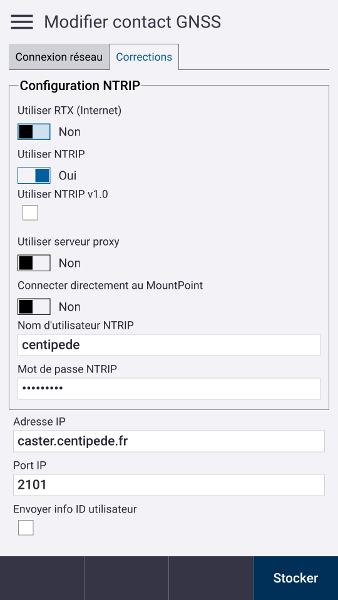 Modifier contact GNSS
Connexion réseau
Corrections
Configuration NTRIP
Utiliser RTX (Internet)
Non
Utiliser NTRIP
Oui
Utiliser NTRIP v1.0
Utiliser serveur proxy
Non
Connecter directement au MountPoint
Non
Nom d'utilisateur NTRIP
centipede
Mot de passe NTRIP
•••••••••
Adresse IP
caster.centipede.fr
Port IP
2101
Envoyer info ID utilisateur
Stocker